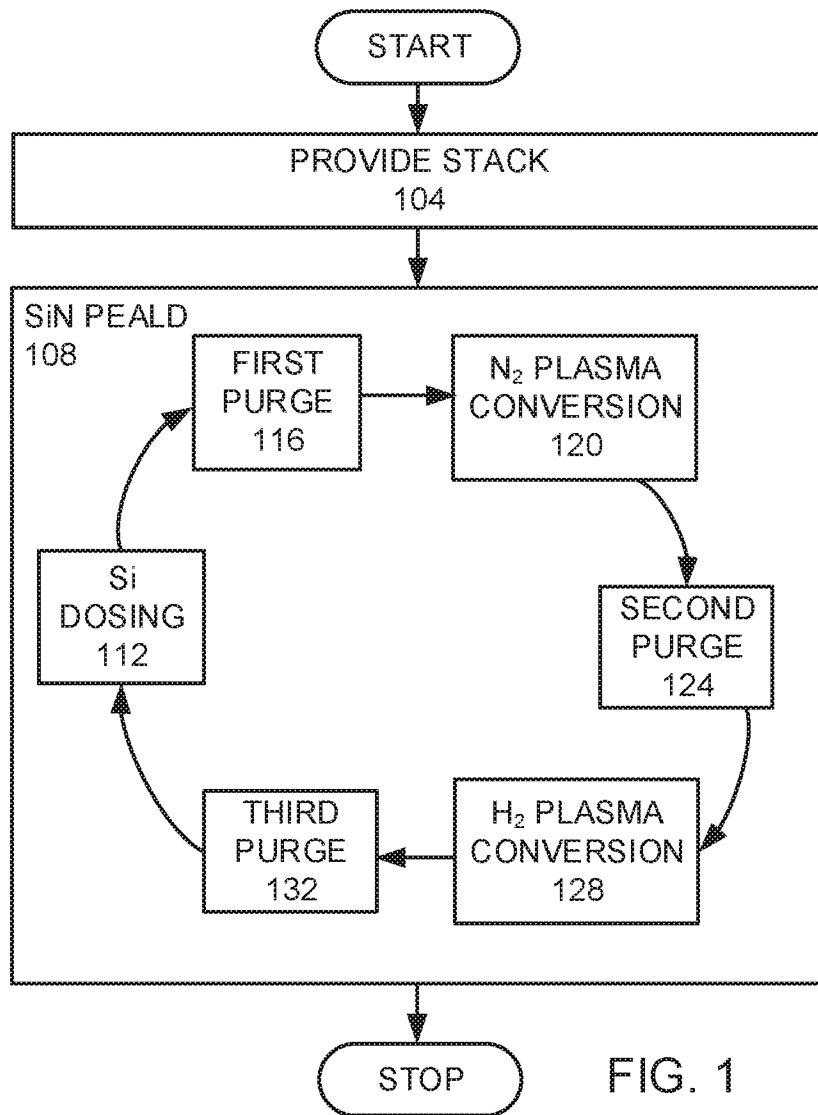 START
PROVIDE STACK
104
SiN PEALD
108
FIRST
PURGE
116
N₂ PLASMA
CONVERSION
120
Si
DOSING
112
SECOND
PURGE
124
THIRD
PURGE
132
H₂ PLASMA
CONVERSION
128
STOP
FIG. 1